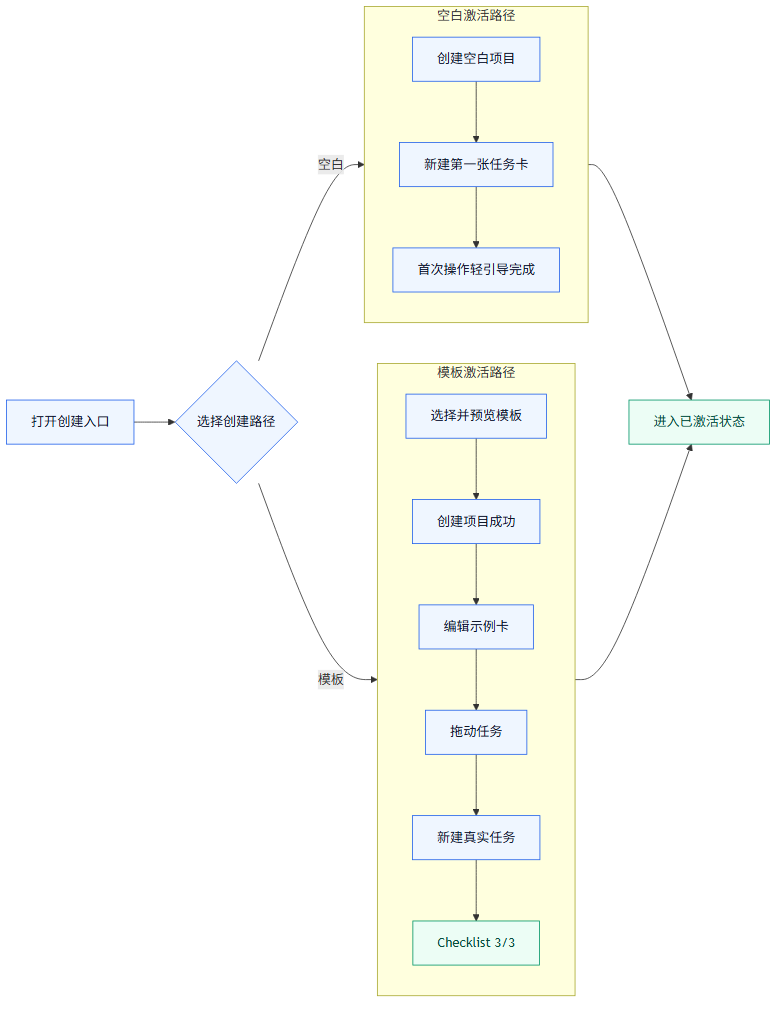 空白激活路径
创建空白项目
新建第一张任务卡
首次操作轻引导完成
空白
打开创建入口
选择创建路径
进入已激活状态
模板
模板激活路径
选择并预览模板
创建项目成功
编辑示例卡
拖动任务
新建真实任务
Checklist 3/3